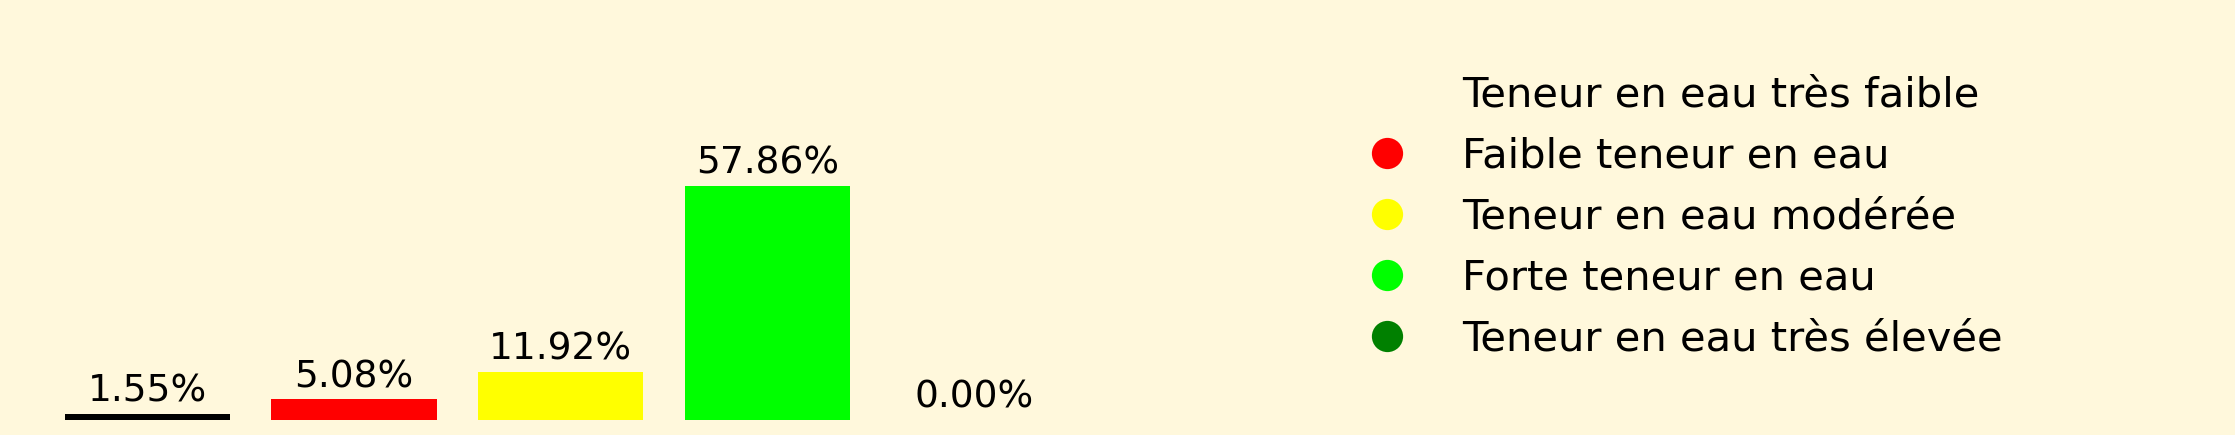 1.55%
5.08%
11.92%
57.86%
0.00%
Teneur en eau très faible
Faible teneur en eau
Teneur en eau modérée
Forte teneur en eau
Teneur en eau très élevée